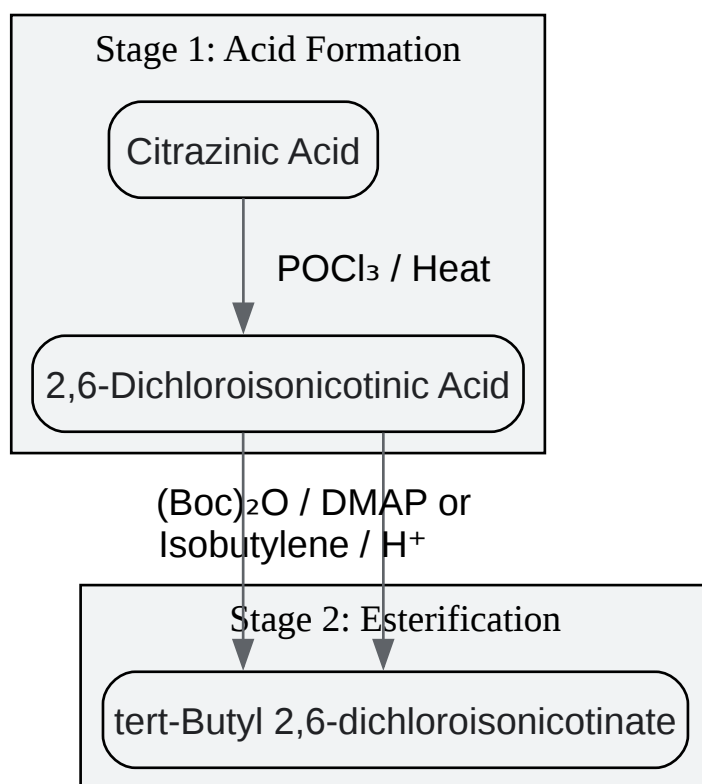 Stage 1: Acid Formation
Citrazinic Acid
POCl₃ / Heat
2,6-Dichloroisonicotinic Acid
(Boc)₂O / DMAP or
Isobutylene / H⁺
Stage 2: Esterification
tert-Butyl 2,6-dichloroisonicotinate